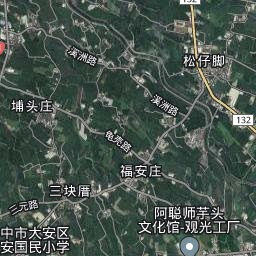 132
溪洲路
松仔脚
溪洲路
埔头庄
132
龟壳路
福安庄
三块厝
三元路
阿聪师芋头
文化馆-观光工厂
中市大安区
安国民小学